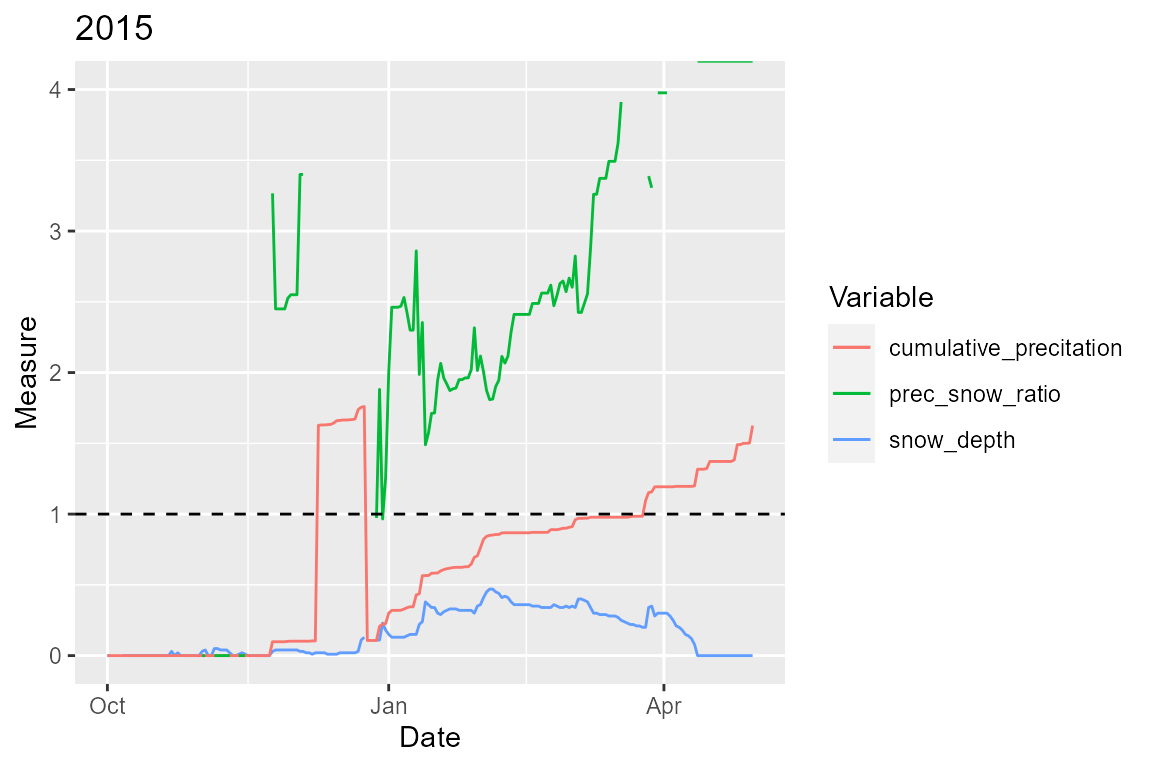 2015
Measure
4
3
2
1
0
Oct
Jan
Apr
Date
Variable
cumulative_precitation
prec_snow_ratio
snow_depth